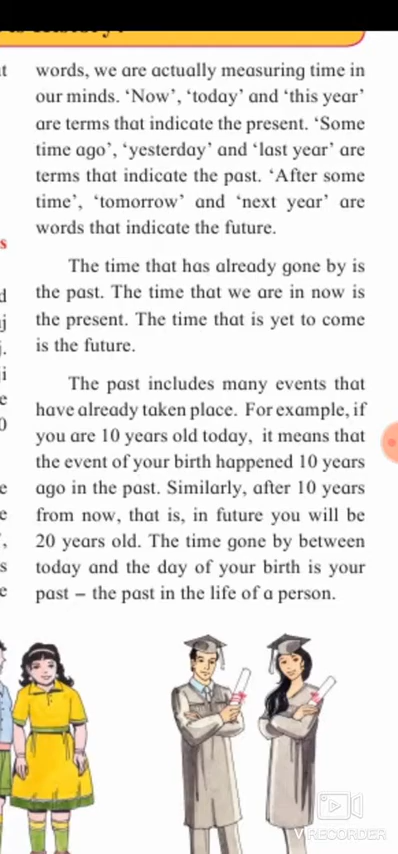 is History?
words, we are actually measuring time in
our minds. ‘Now’, ‘today’ and ‘this year’
are terms that indicate the present. ‘Some
time ago’, ‘yesterday’ and ‘last year’ are
terms that indicate the past. ‘After some
time’, ‘tomorrow’ and ‘next year’ are
words that indicate the future.
The time that has already gone by is
the past. The time that we are in now is
the present. The time that is yet to come
is the future.
The past includes many events that
have already taken place. For example, if
you are 10 years old today, it means that
the event of your birth happened 10 years
ago in the past. Similarly, after 10 years
from now, that is, in future you will be
20 years old. The time gone by between
today and the day of your birth is your
past – the past in the life of a person.
V RECORDER